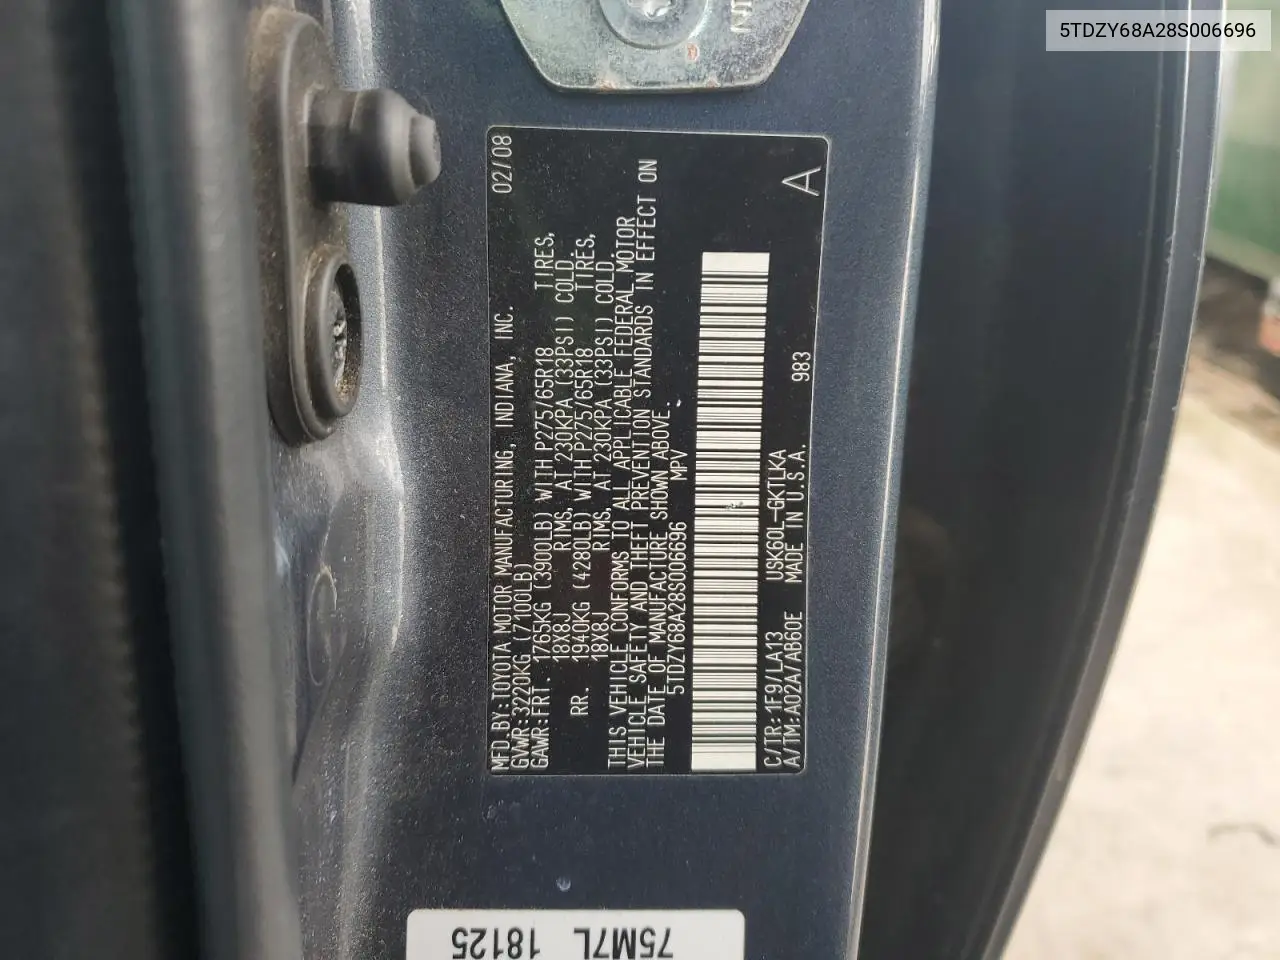 5TDZY68A28S006696
MFD.BY:TOYOTA MOTOR MANUFACTURING, INDIANA, INC. 02/08
GVWR:3220KG (7100LB)
GAWR:FRT. 1765KG (3900LB) WITH P275/65R18 TIRES,
18X8J RIMS, AT 230KPA (33PSI) COLD.
RR. 1940KG (4280LB) WITH P275/65R18 TIRES,
18X8J RIMS, AT 230KPA (33PSI) COLD.
THIS VEHICLE CONFORMS TO ALL APPLICABLE FEDERAL MOTOR
VEHICLE SAFETY AND THEFT PREVENTION STANDARDS IN EFFECT ON
THE DATE OF MANUFACTURE SHOWN ABOVE.
5TDZY68A28S006696 MPV
C/TR:1F9/LA13 USK60L-GKTLKA
A/TM:A02A/AB60E MADE IN U.S.A. 983 A
75M7L 18125